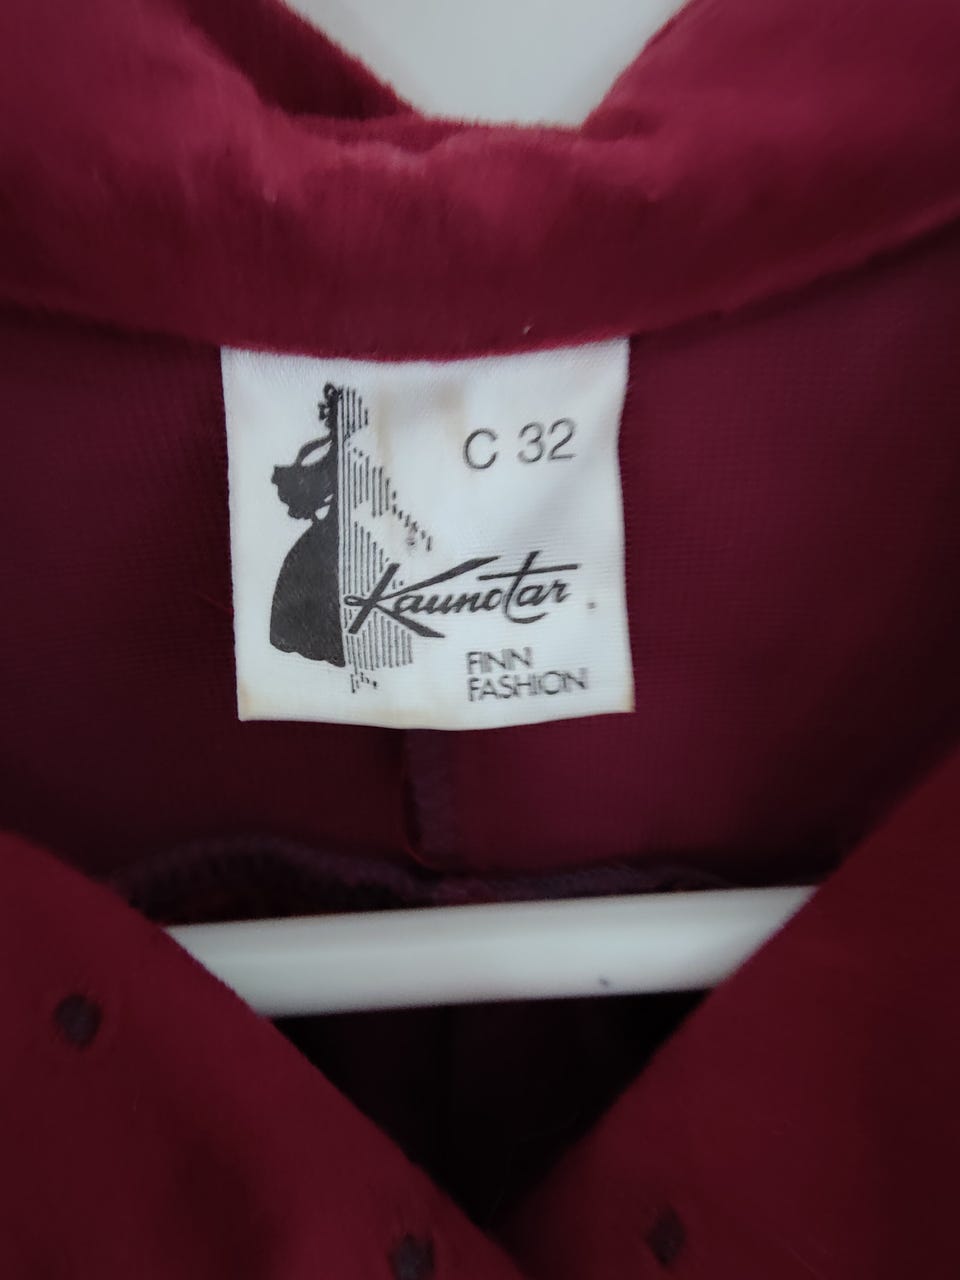 C 32
Kaunotar
FINN
FASHION